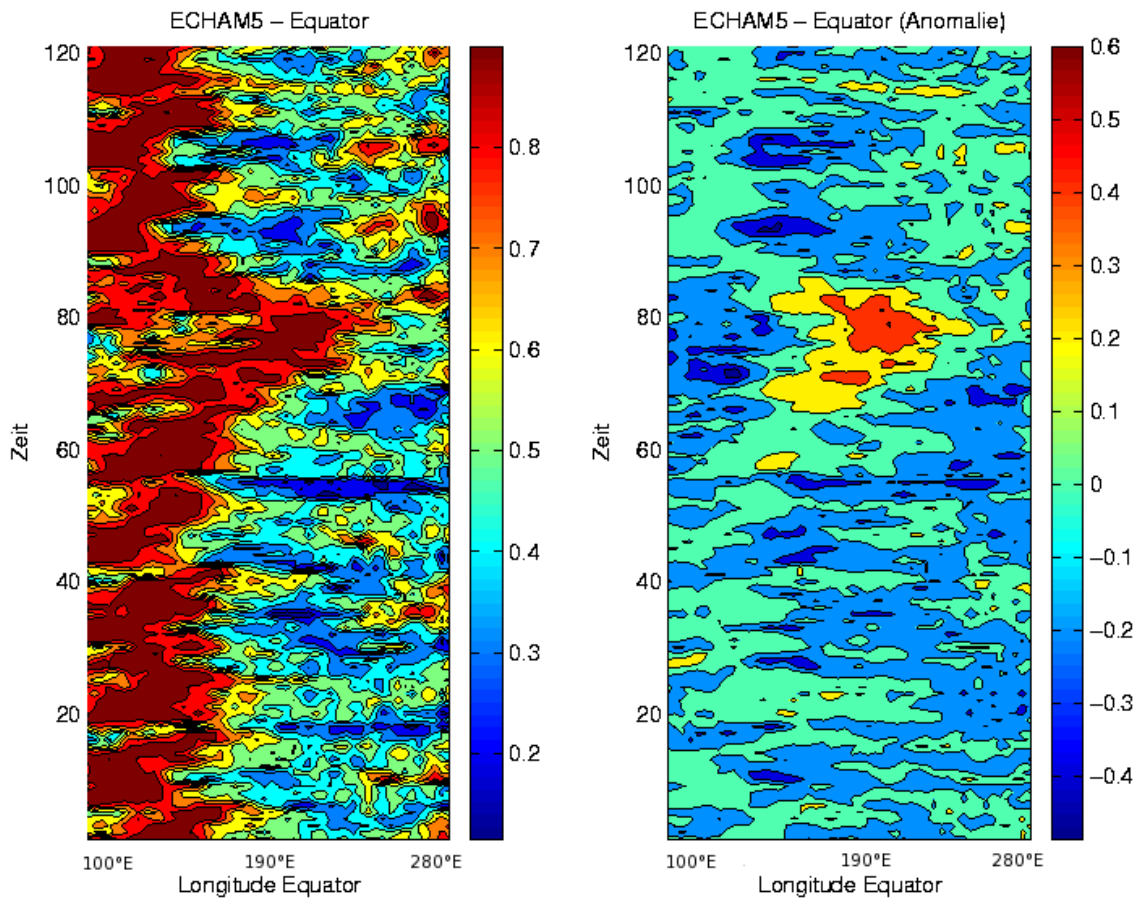 ECHAM5 – Equator
120
100
80
60
40
20
Zeit
100°E
190°E
280°E
Longitude Equator
0.8
0.7
0.6
0.5
0.4
0.3
0.2
ECHAM5 – Equator (Anomalie)
120
100
80
60
40
20
Zeit
100°E
190°E
280°E
Longitude Equator
0.6
0.5
0.4
0.3
0.2
0.1
0
−0.1
−0.2
−0.3
−0.4